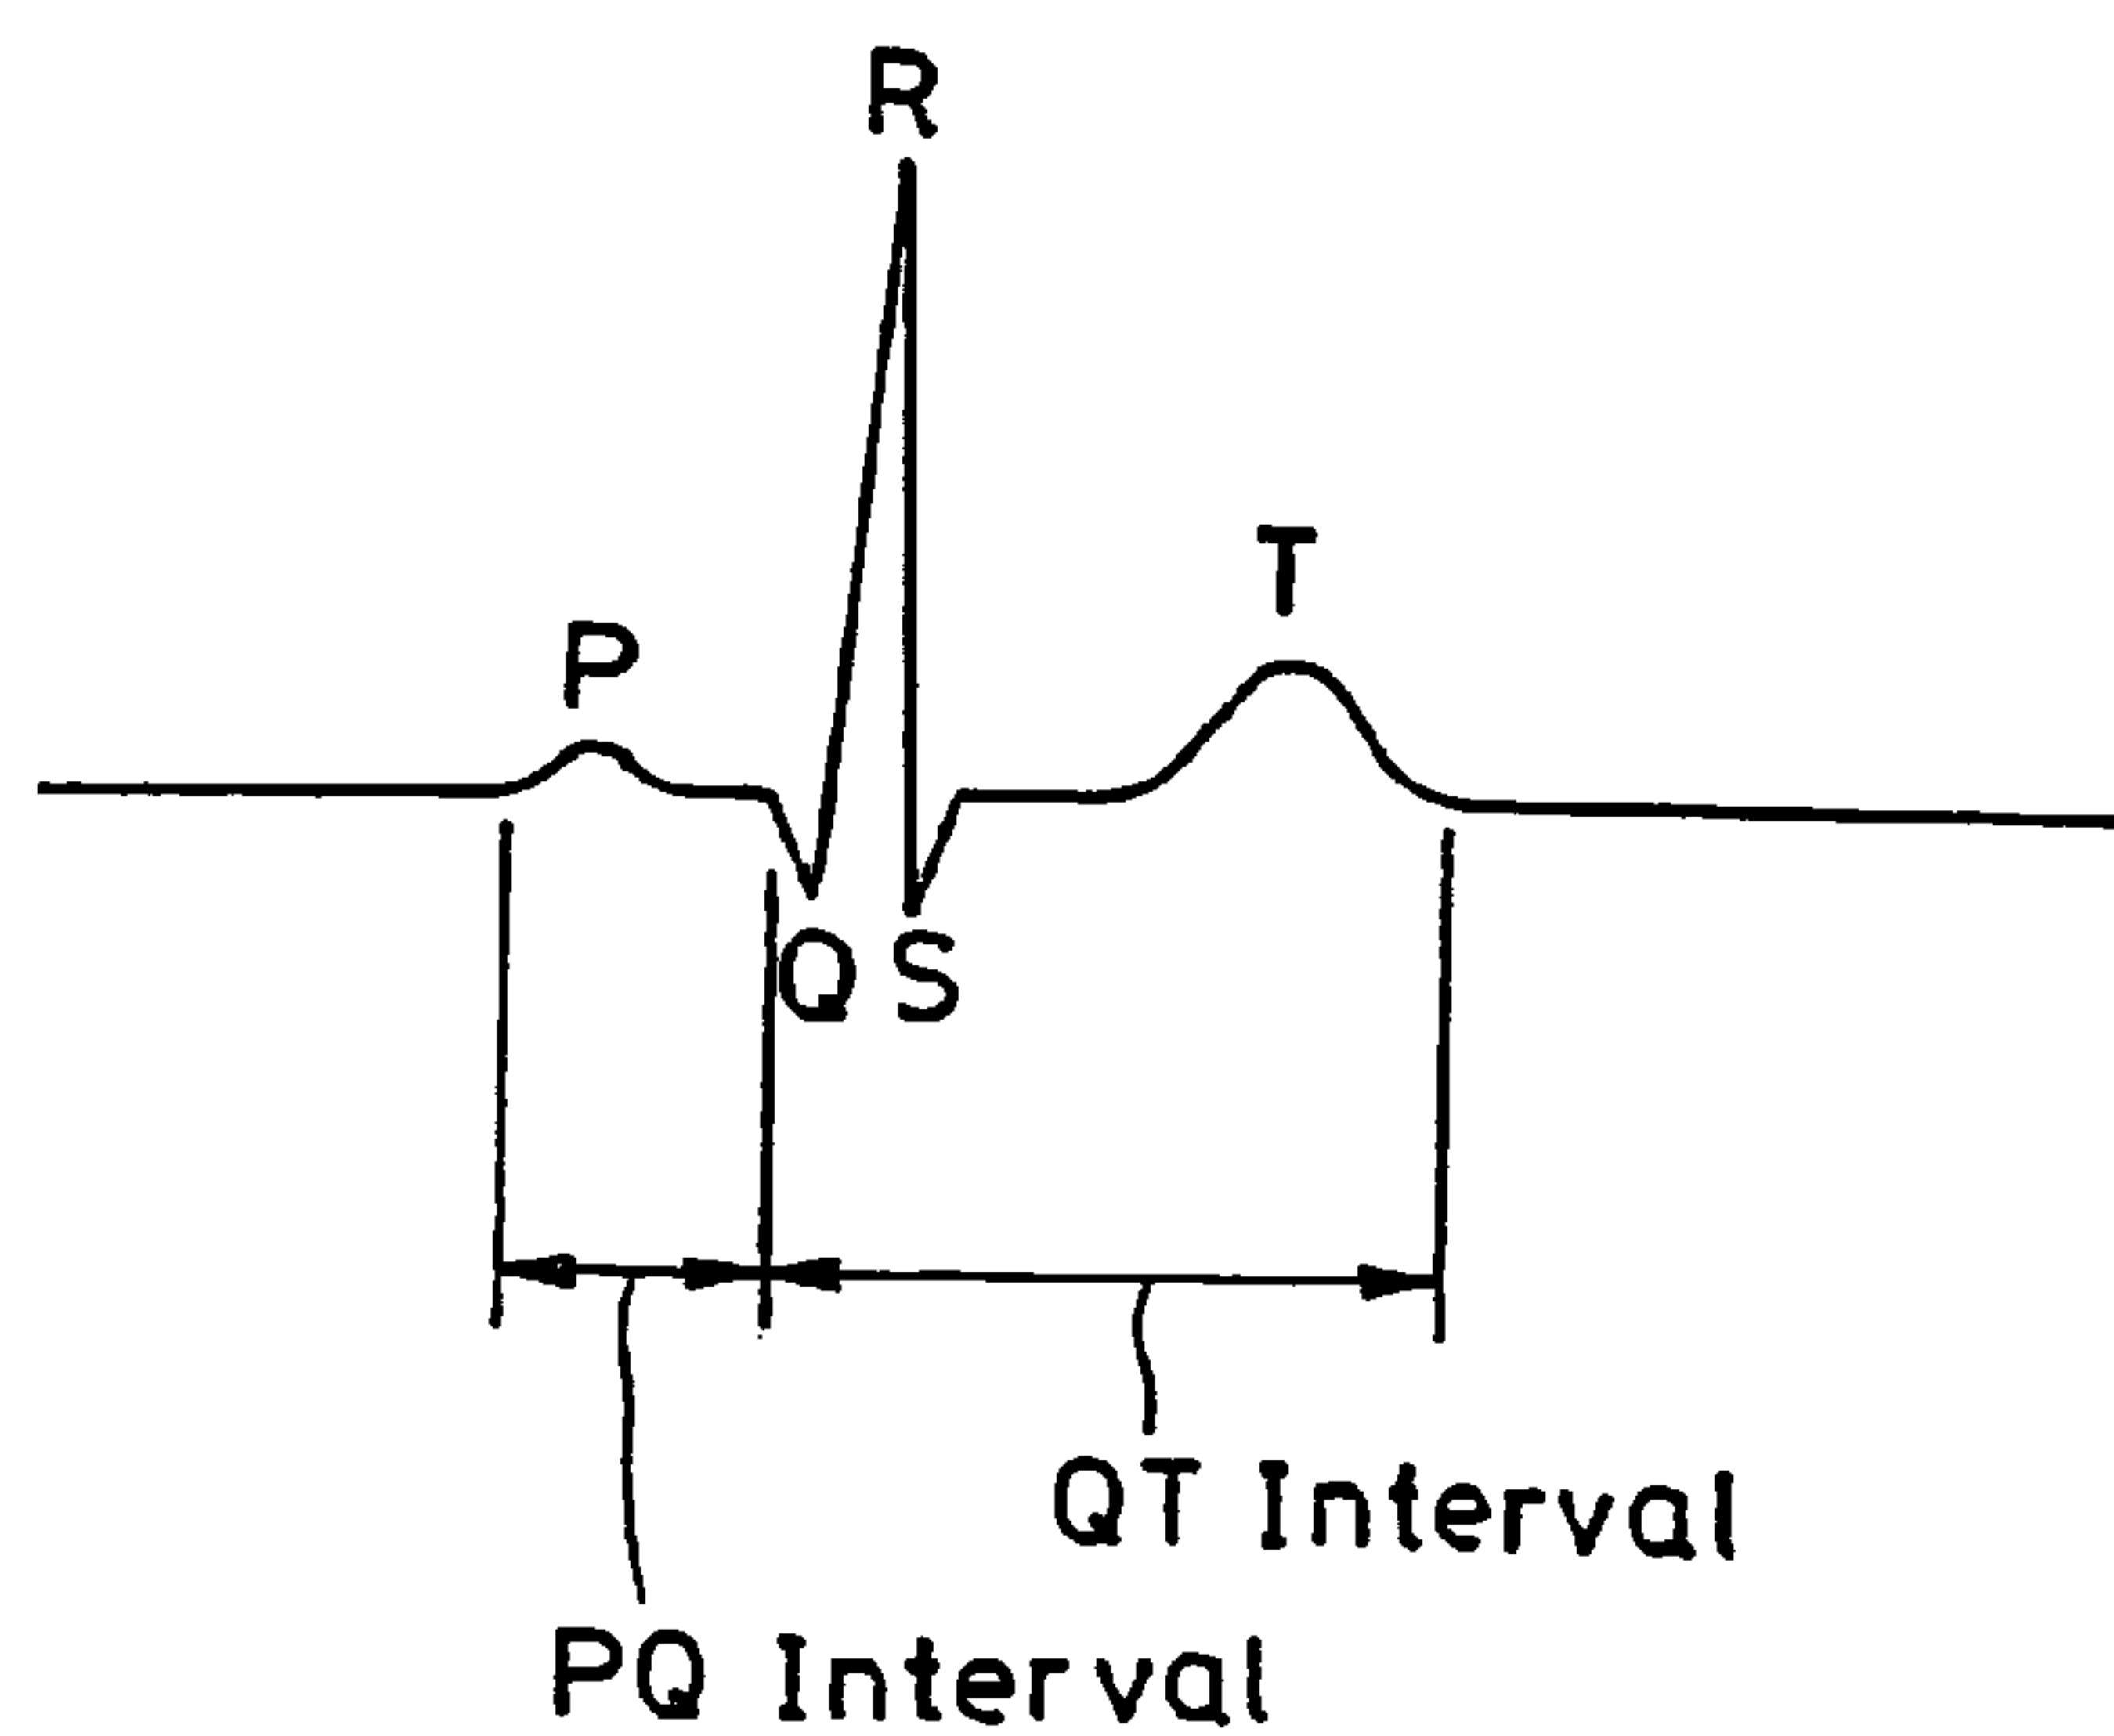 R
T
P
Q S
QT Interval
PQ Interval